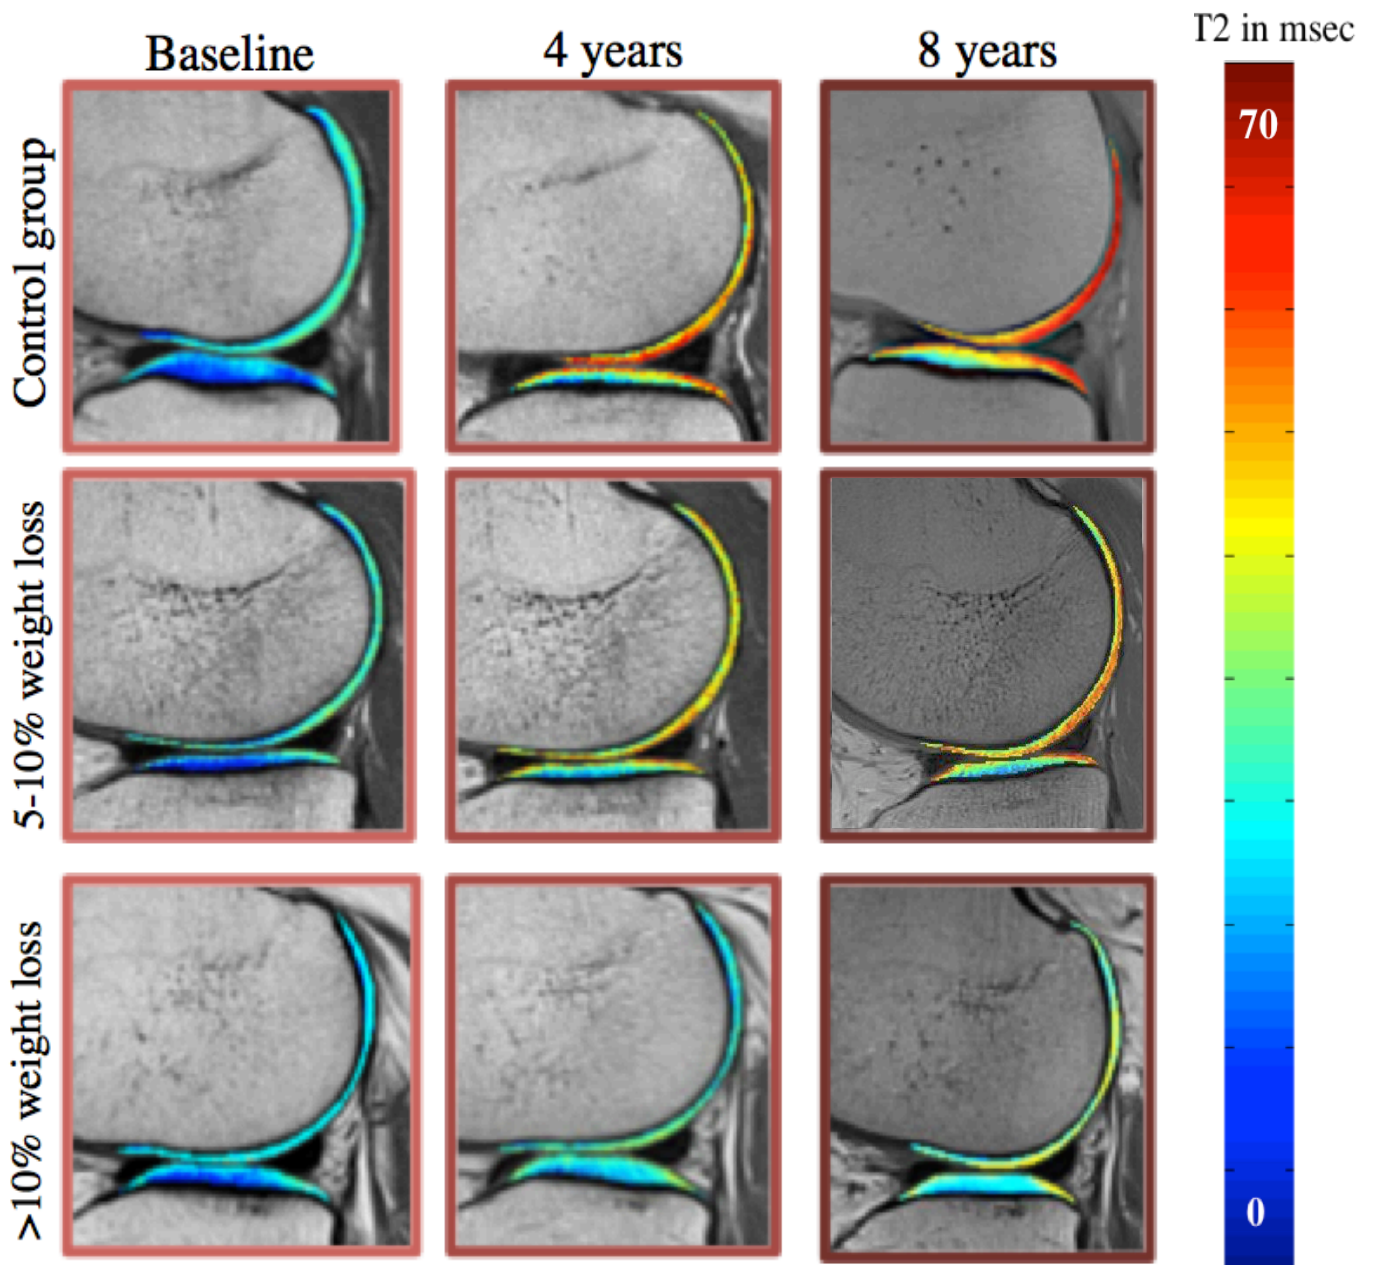 T2 in msec
Baseline
4 years
8 years
70
Control group
5-10% weight loss
>10% weight loss
0